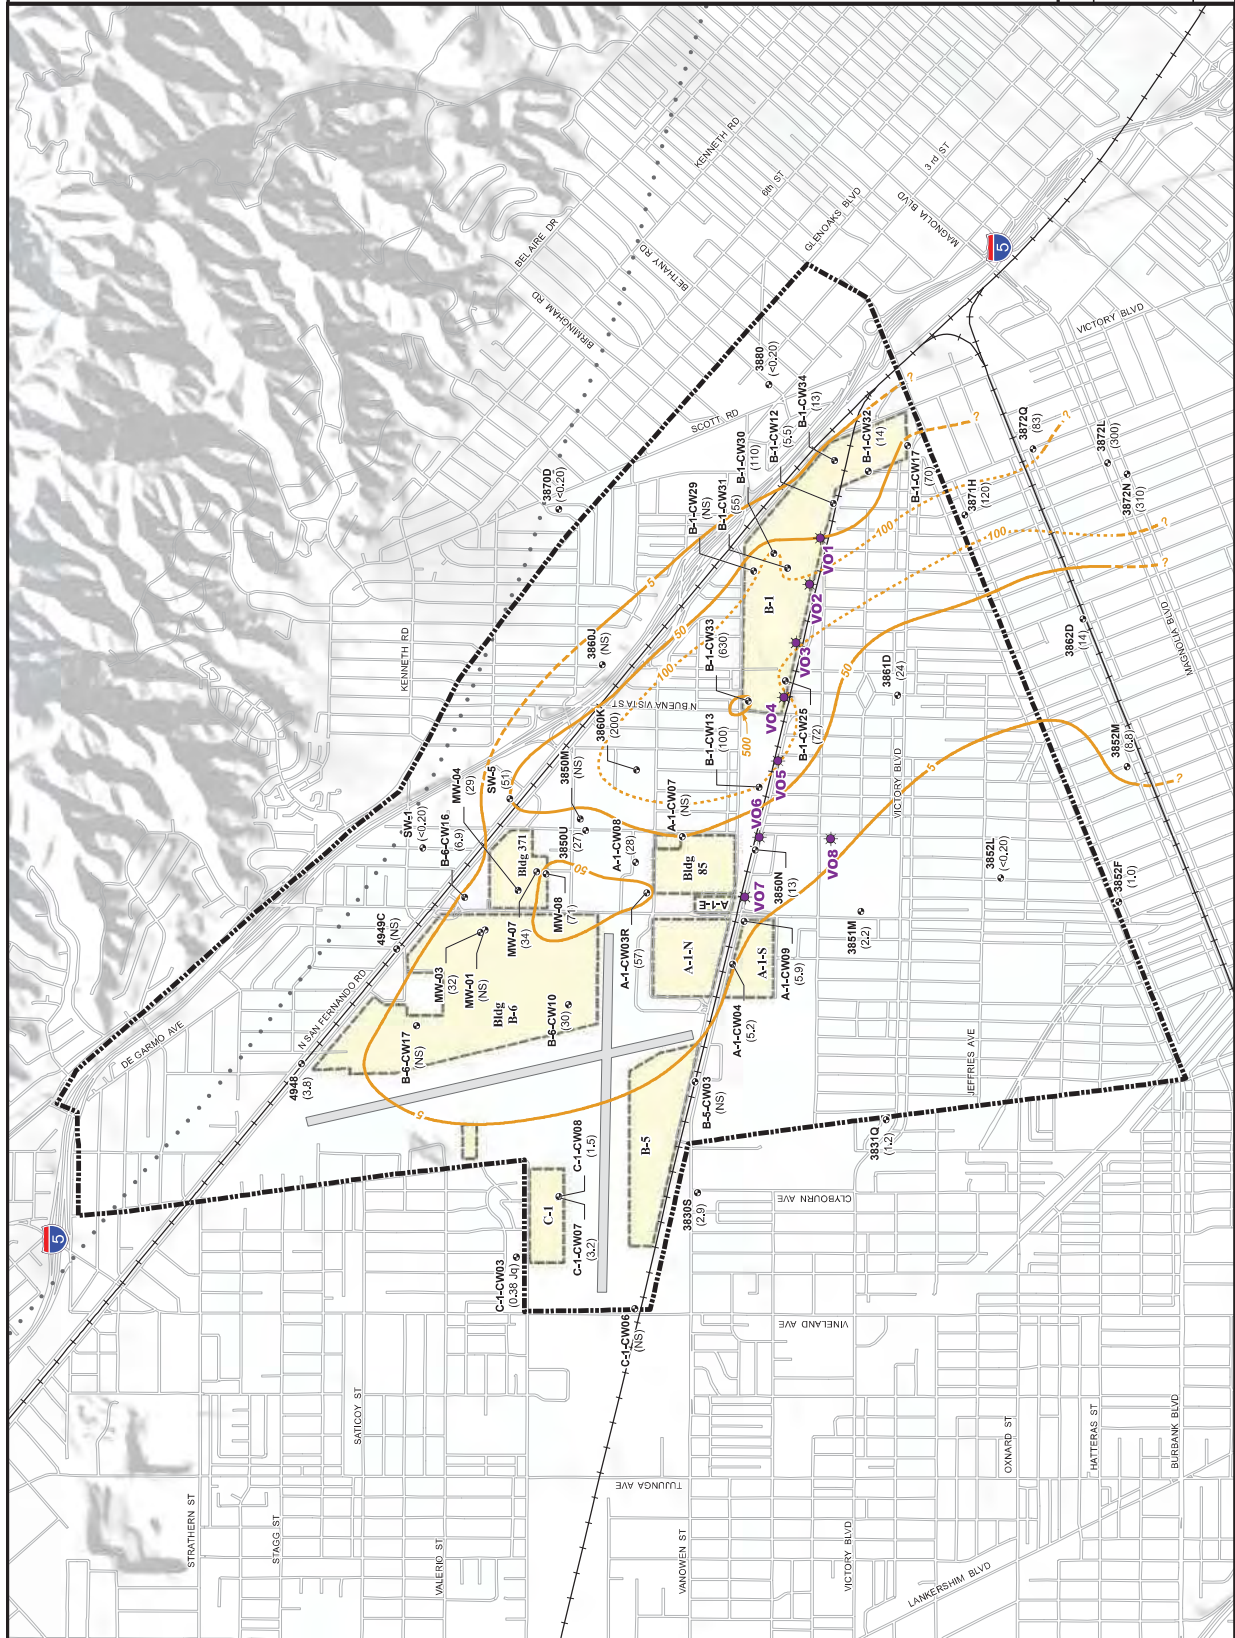 KENNETH RD
6th ST
3rd ST
GLENOAKS BLVD
MAGNOLIA BLVD
BEL AIRE DR
BETHANY RD
BIRMINGHAM RD
5
VICTORY BLVD
SCOTT RD
3880
(<0.20)
B-1-CW34
(13)
B-1-CW12
(5.5)
B-1-CW30
(110)
B-1-CW32
(14)
B-1-CW29
(NS)
B-1-CW31
(55)
B-1-CW17
(70)
3870D
(<0.20)
3872Q
(83)
3872L
(300)
3872N
(310)
3871H
(120)
?
?
?
?
?
?
5
50
100
100
100
50
5
500
50
5
KENNETH RD
3860J
(NS)
N BUENA VISTA ST
3860K
(200)
B-1-CW33
(630)
B-1
B-1-CW13
(100)
B-1-CW25
(72)
VO1
VO2
VO3
VO4
VO5
VO6
VO7
VO8
3861D
(24)
3862D
(14)
MAGNOLIA BLVD
3852M
(8.8)
VICTORY BLVD
3852L
(<0.20)
3852F
(1.0)
3851M
(2.2)
3850N
(13)
SW-5
(51)
MW-04
(29)
SW-1
(<0.20)
B-6-CW16
(6.9)
3850M
(NS)
3850U
(27)
A-1-CW08
(28)
A-1-CW07
(NS)
Bldg 371
Bldg
85
A-1-E
MW-08
(71)
MW-07
(34)
A-1-CW03R
(57)
A-1-N
A-1-S
A-1-CW09
(5.9)
A-1-CW04
(5.2)
4949C
(NS)
MW-03
(32)
MW-01
(NS)
Bldg
B-6
B-6-CW10
(30)
B-6-CW17
(NS)
N SAN FERNANDO RD
DE GARMO AVE
4948
(3.8)
B-5-CW03
(NS)
B-5
JEFFRIES AVE
3831Q
(1.2)
3830S
(2.9)
CLYBOURN AVE
C-1-CW08
(1.5)
C-1
C-1-CW07
(3.2)
C-1-CW03
(0.38 Jq)
C-1-CW06
(NS)
5
VINELAND AVE
SATICOY ST
TUJUNGA AVE
STRATHERN ST
STAGG ST
VALERIO ST
VANOWEN ST
VICTORY BLVD
LANKERSHIM BLVD
OXNARD ST
HATTERAS ST
BURBANK BLVD